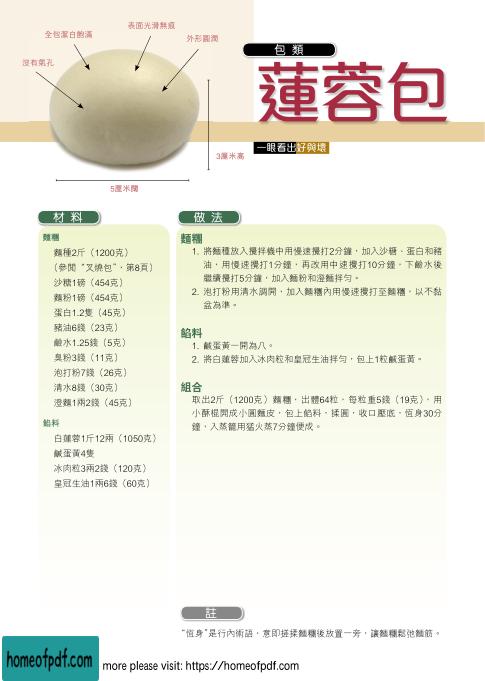 表面光滑無痕
全包潔白飽滿
外形圓潤
沒有氣孔
3厘米高
5厘米闊
包類
蓮蓉包
一眼看出好與壞
材料
麵糰
麵種2斤（1200克）
（參閱“叉燒包”，第8頁）
沙糖1磅（454克）
麵粉1磅（454克）
蛋白1.2隻（45克）
豬油6錢（23克）
鹼水1.25錢（5克）
臭粉3錢（11克）
泡打粉7錢（26克）
清水8錢（30克）
澄麵1兩2錢（45克）
餡料
白蓮蓉1斤12兩（1050克）
鹹蛋黃4隻
冰肉粒3兩2錢（120克）
皇冠生油1兩6錢（60克）
做法
麵糰
1. 將麵種放入攪拌機中用慢速攪打2分鐘，加入沙糖、蛋白和豬
油，用慢速攪打1分鐘，再改用中速攪打10分鐘，下鹼水後
繼續攪打5分鐘，加入麵粉和澄麵拌勻。
2. 泡打粉用清水調開，加入麵糰內用慢速攪打至麵糰，以不黏
盆為準。
餡料
1. 鹹蛋黃一開為八。
2. 將白蓮蓉加入冰肉粒和皇冠生油拌勻，包上1粒鹹蛋黃。
組合
取出2斤（1200克）麵糰，出體64粒，每粒重5錢（19克），用
小酥棍開成小圓麵皮，包上餡料，揉圓，收口壓底，恆身30分
鐘，入蒸籠用猛火蒸7分鐘便成。
註
“恆身”是行內術語，意即搓揉麵糰後放置一旁，讓麵糰鬆弛麵筋。
homeofpdf.com
more please visit: https://homeofpdf.com